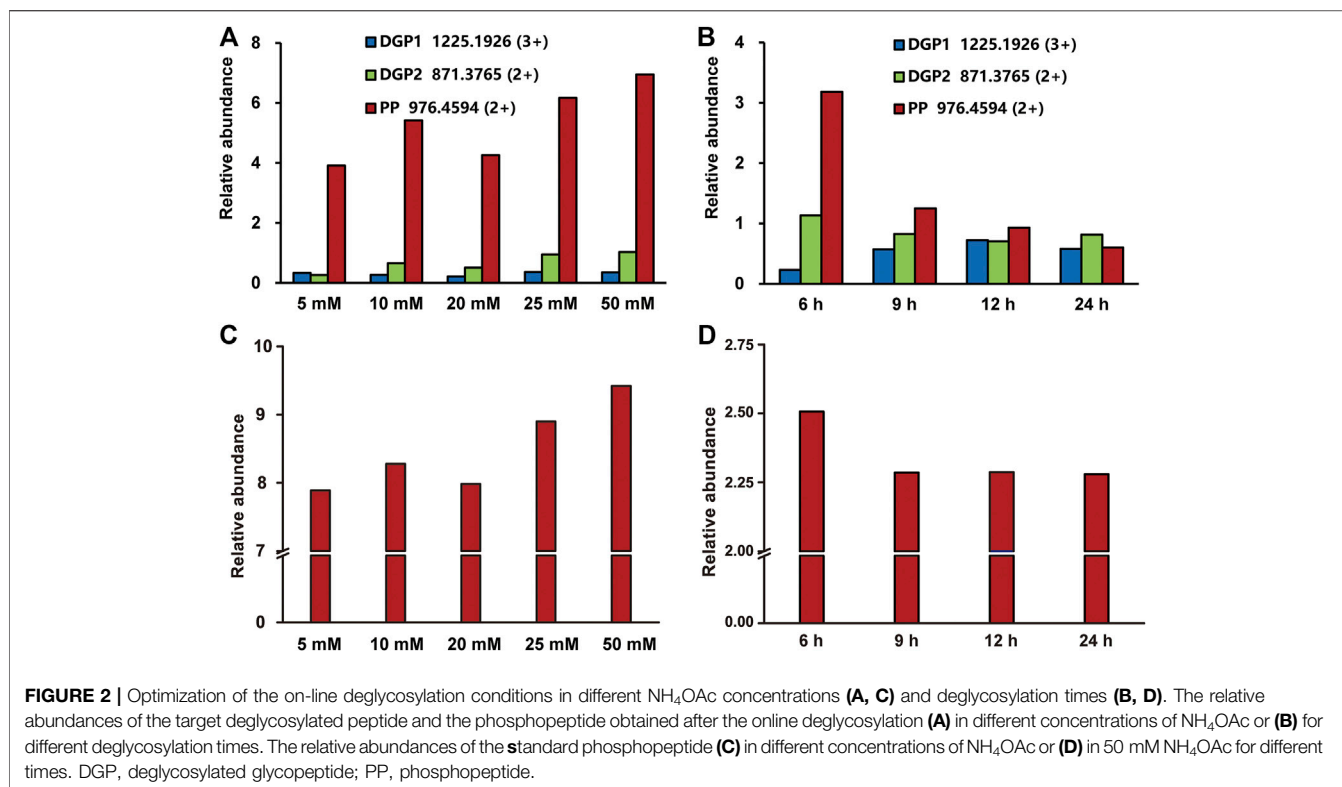 A
Relative abundance
8
6
4
2
0
DGP1 1225.1926 (3+)
DGP2 871.3765 (2+)
PP 976.4594 (2+)
5 mM 10 mM 20 mM 25 mM 50 mM
B
Relative abundance
4
3
2
1
0
DGP1 1225.1926 (3+)
DGP2 871.3765 (2+)
PP 976.4594 (2+)
6 h 9 h 12 h 24 h
C
Relative abundance
10
9
8
7
0
5 mM 10 mM 20 mM 25 mM 50 mM
D
Relative abundance
2.75
2.50
2.25
2.00
0.00
6 h 9 h 12 h 24 h
FIGURE 2 | Optimization of the on-line deglycosylation conditions in different NH₄OAc concentrations (A, C) and deglycosylation times (B, D). The relative
abundances of the target deglycosylated peptide and the phosphopeptide obtained after the online deglycosylation (A) in different concentrations of NH₄OAc or (B) for
different deglycosylation times. The relative abundances of the standard phosphopeptide (C) in different concentrations of NH₄OAc or (D) in 50 mM NH₄OAc for different
times. DGP, deglycosylated glycopeptide; PP, phosphopeptide.